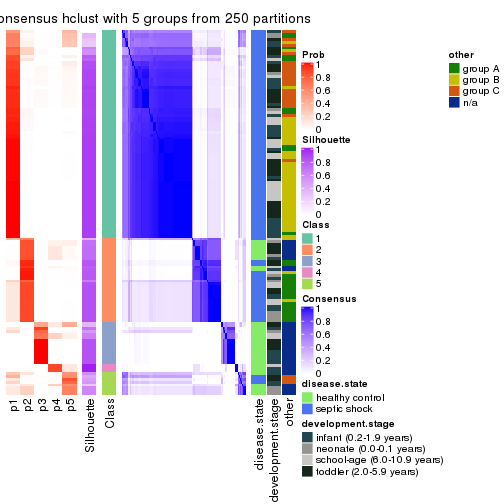 onsensus hclust with 5 groups from 250 partitions
Prob
1
0.8
0.6
0.4
0.2
0
Silhouette
1
0.8
0.6
0.4
0.2
0
Class
1
2
3
4
5
Consensus
1
0.8
0.6
0.4
0.2
0
disease.state
healthy control
septic shock
development.stage
infant (0.2-1.9 years)
neonate (0.0-0.1 years)
school-age (6.0-10.9 years)
toddler (2.0-5.9 years)
other
group A
group B
group C
n/a
p1
p2
p3
p4
p5
Silhouette
Class
disease.state
development.stage
other